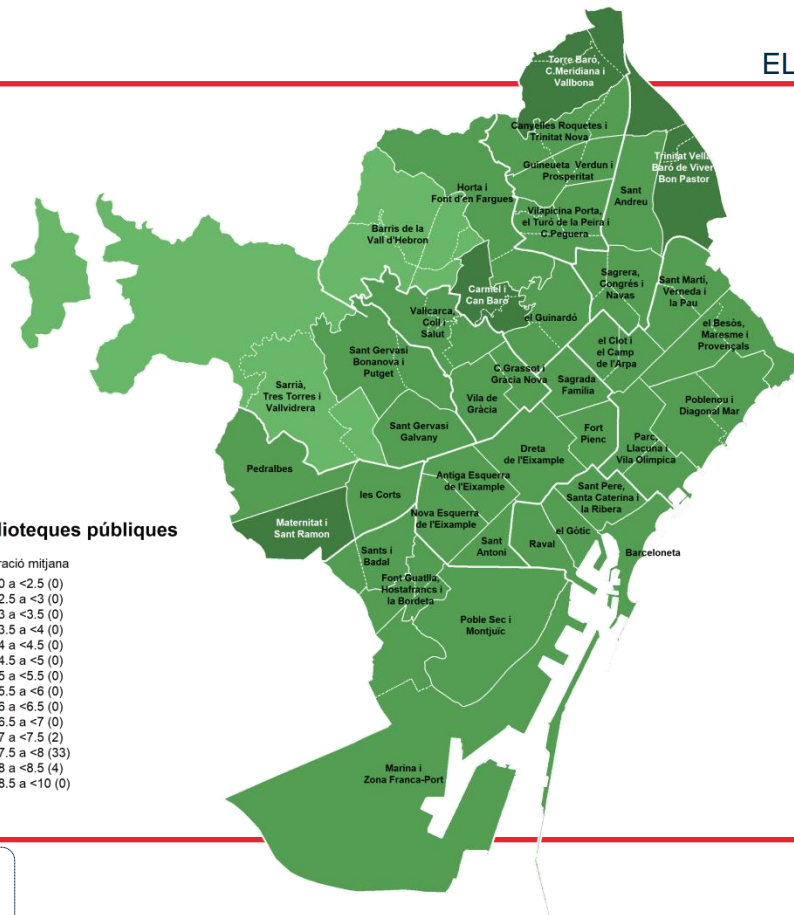 EL
Torre Baró,
C.Meridiana i
Vallbona
Canyelles Roquetes i
Trinitat Nova
Guineueta Verdun i
Prosperitat
Trinitat Vella
Baró de Viver
Bon Pastor
Sant
Andreu
Horta i
Font d'en Fargues
Vilapicina Porta,
el Turó de la Peira i
C.Peguera
Barris de la
Vall d'Hebron
Sagrera,
Congrés i
Navas
Sant Martí,
Verneda i
la Pau
Carmel i
Can Baró
Vallcarca,
Coll i
Salut
el Guinardó
el Besòs,
Maresme i
Provençals
el Clot i
el Camp
de l'Arpa
Sant Gervasi
Bonanova i
Putget
C.Grassot i
Gràcia Nova
Sagrada
Família
Sarrià,
Tres Torres i
Vallvidrera
Vila de
Gràcia
Poblenou i
Diagonal Mar
Sant Gervasi
Galvany
Fort
Pienc
Parc,
Llacuna i
Vila Olímpica
Dreta
de l'Eixample
Pedralbes
Antiga Esquerra
de l'Eixample
les Corts
Sant Pere,
Santa Caterina i
la Ribera
Maternitat i
Sant Ramon
Nova Esquerra
de l'Eixample
el Gòtic
Sants i
Badal
Sant
Antoni
Raval
Barceloneta
Font Guatlla,
Hostafrancs i
la Bordeta
Poble Sec i
Montjuïc
Marina i
Zona Franca-Port
lioteques públiques
ració mitjana
0 a <2.5 (0)
2.5 a <3 (0)
3 a <3.5 (0)
3.5 a <4 (0)
4 a <4.5 (0)
4.5 a <5 (0)
5 a <5.5 (0)
5.5 a <6 (0)
6 a <6.5 (0)
6.5 a <7 (0)
7 a <7.5 (2)
7.5 a <8 (33)
8 a <8.5 (4)
8.5 a <10 (0)